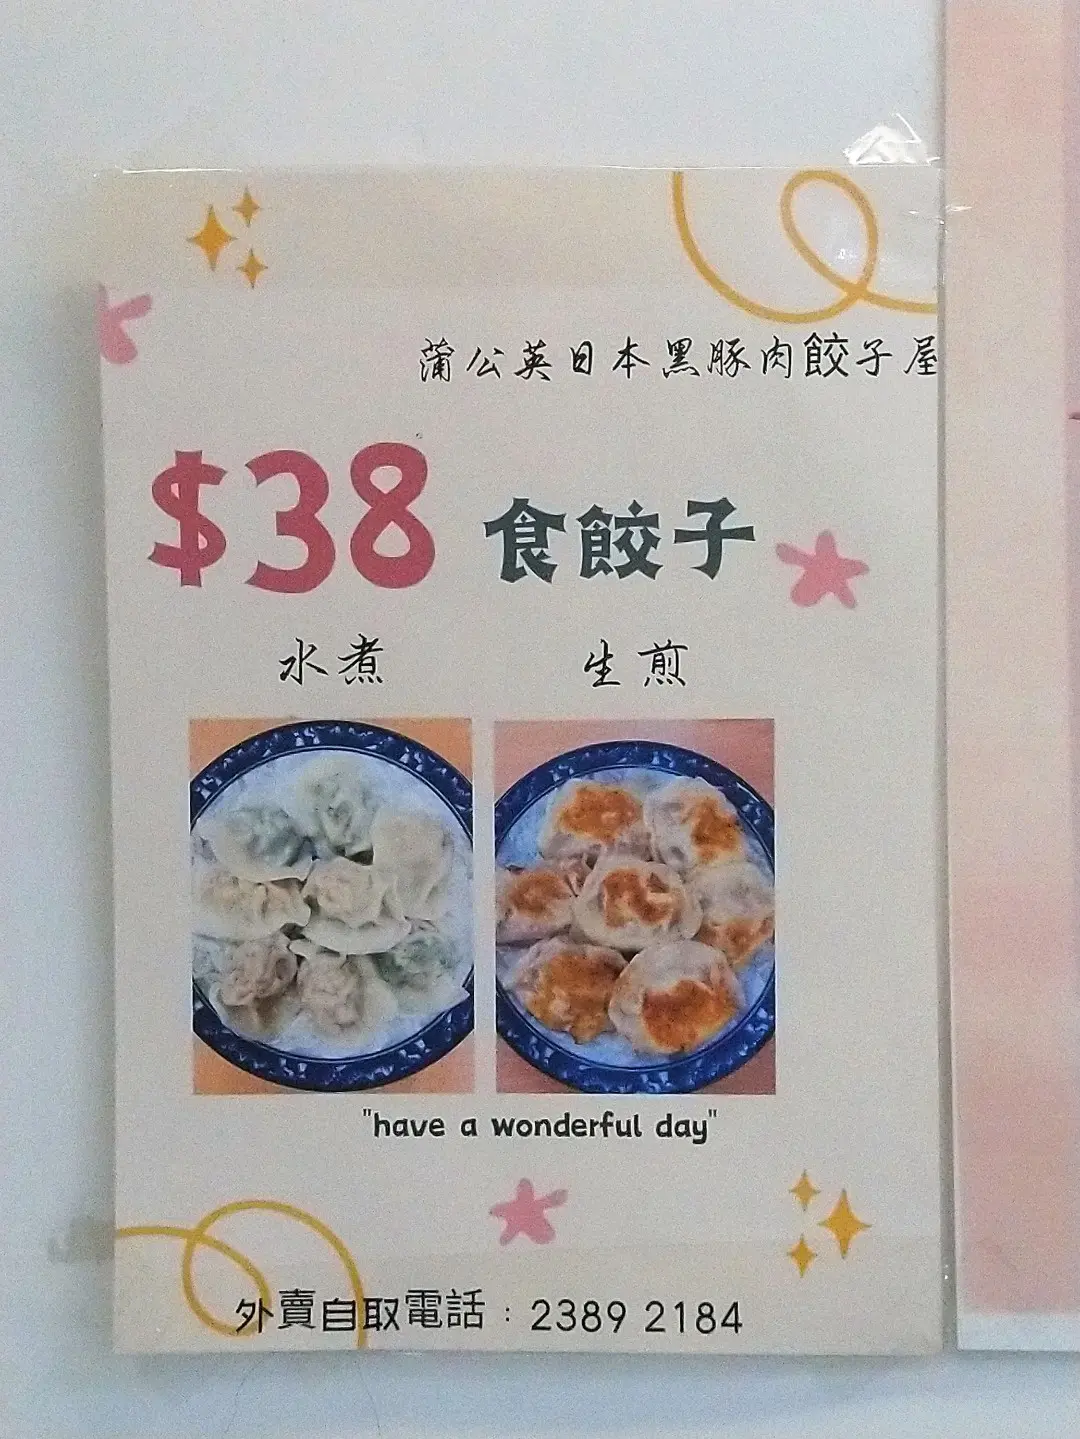 蒲公英日本黑豚肉餃子屋
$38 食餃子
水煮 生煎
"have a wonderful day"
外賣自取電話：2389 2184